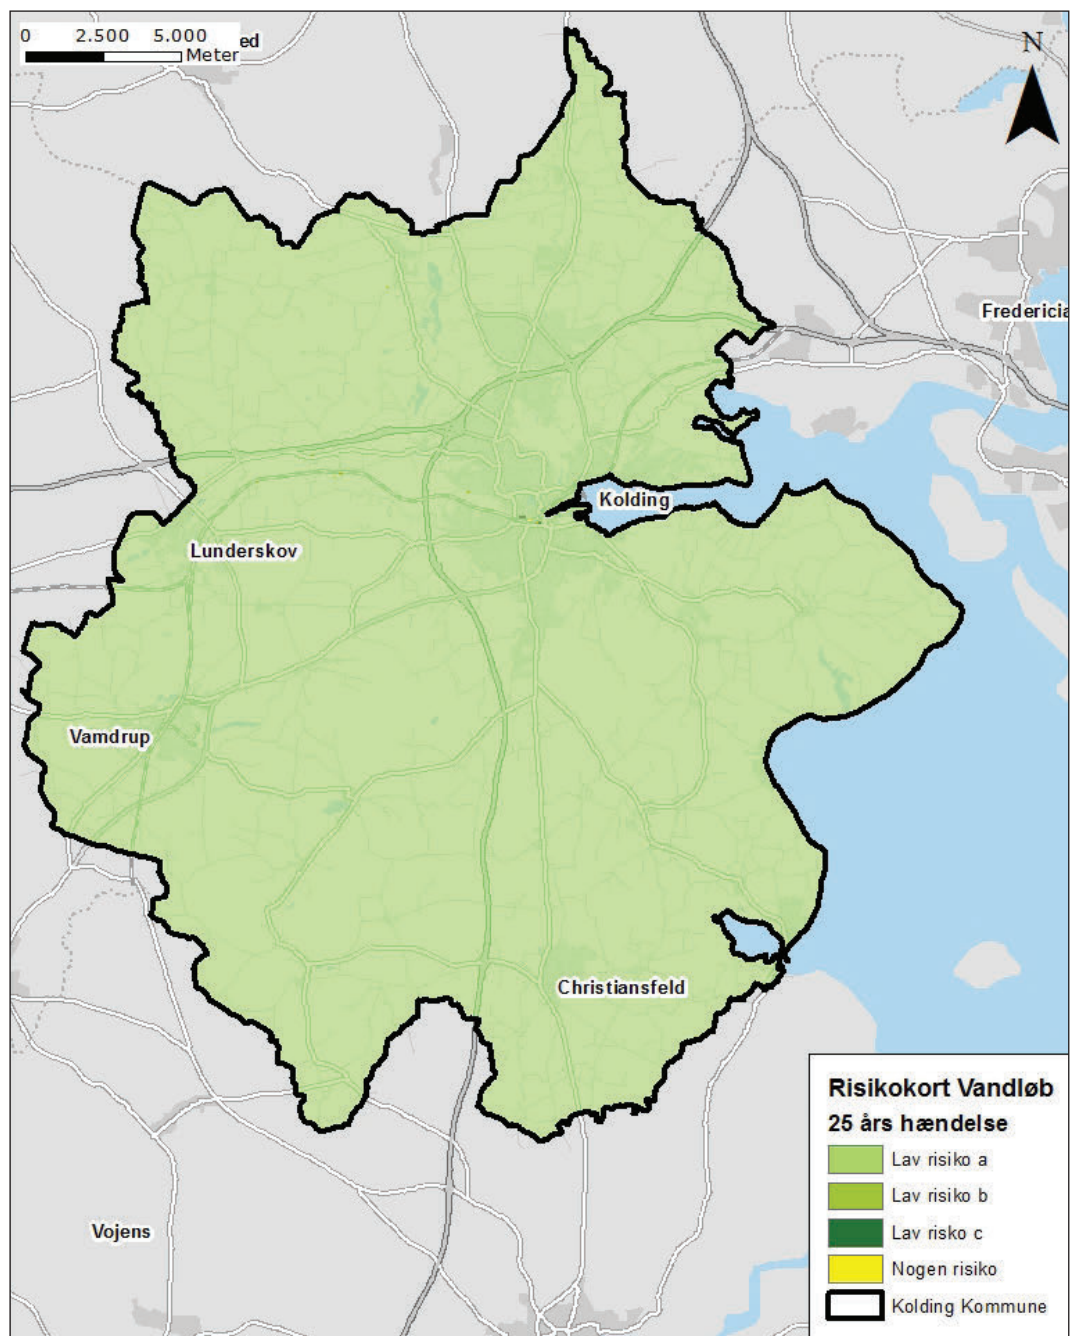 0 2.500 5.000
Meter
ed
N
Fredericia
Kolding
Lunderskov
Vamdrup
Christiansfeld
Vojens
Risikokort Vandløb
25 års hændelse
Lav risiko a
Lav risiko b
Lav risko c
Nogen risiko
Kolding Kommune